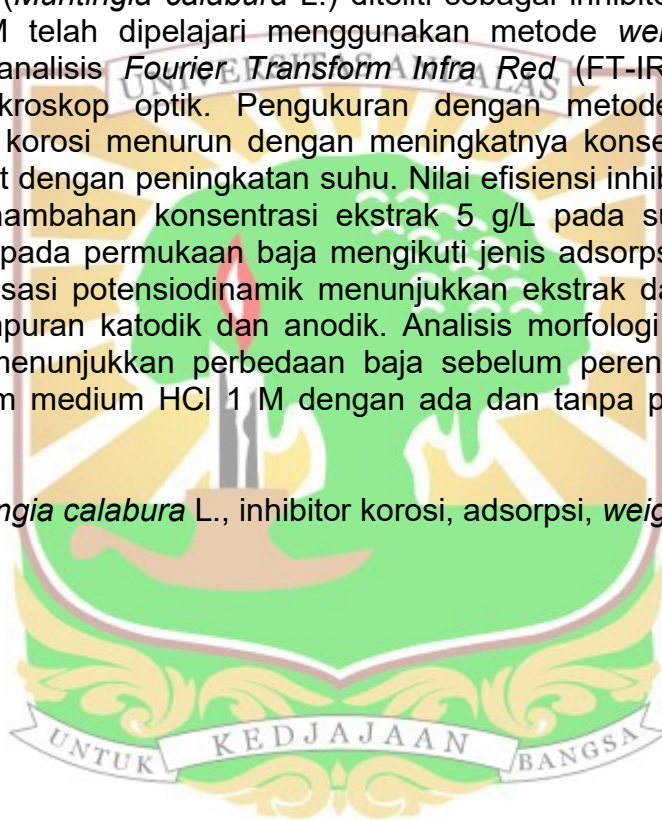 (Muntingia calabura L.) diteliti sebagai inhibito
M telah dipelajari menggunakan metode wei
analisis Fourier Transform Infra Red (FT-IR
UNIVERSITAS ANDALAS
kroskop optik. Pengukuran dengan metode
korosi menurun dengan meningkatnya konse
t dengan peningkatan suhu. Nilai efisiensi inhib
nambahan konsentrasi ekstrak 5 g/L pada su
pada permukaan baja mengikuti jenis adsorps
sasi potensiodinamik menunjukkan ekstrak da
mpuran katodik dan anodik. Analisis morfologi
menunjukkan perbedaan baja sebelum peren
m medium HCl 1 M dengan ada dan tanpa p
ngia calabura L., inhibitor korosi, adsorpsi, weig
UNTUK KEDJAJAAN BANGSA